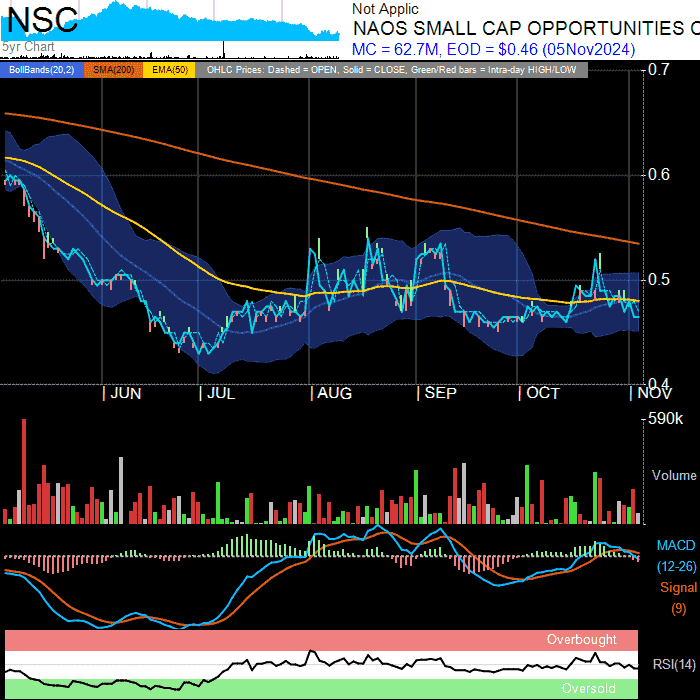 NSC
5yr Chart
Not Applic
NAOS SMALL CAP OPPORTUNITIES C
MC = 62.7M, EOD = $0.46 (05Nov2024)
BollBands(20,2) SMA(200) EMA(50) OHLC Prices: Dashed = OPEN, Solid = CLOSE, Green/Red bars = Intra-day HIGH/LOW
0.7
0.6
0.5
0.4
JUN JUL AUG SEP OCT NOV
590k
Volume
MACD
(12-26)
Signal
(9)
Overbought
RSI(14)
Oversold